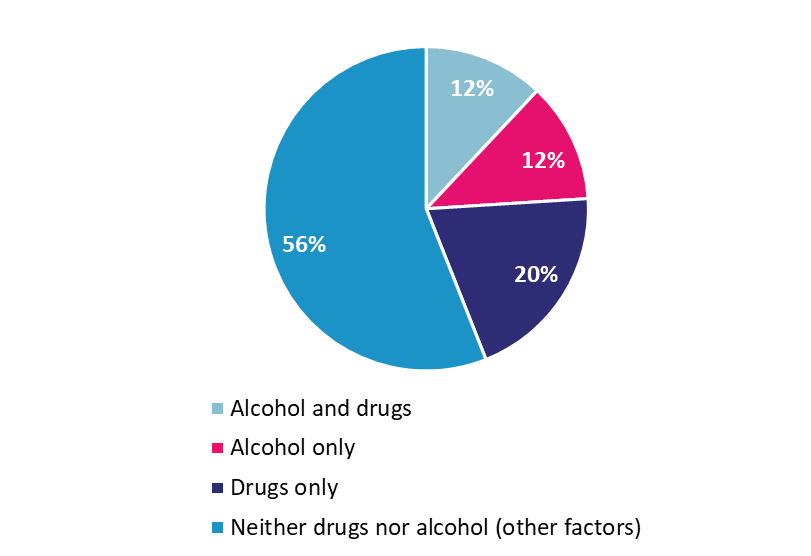 12%
12%
56%
20%
Alcohol and drugs
Alcohol only
Drugs only
Neither drugs nor alcohol (other factors)